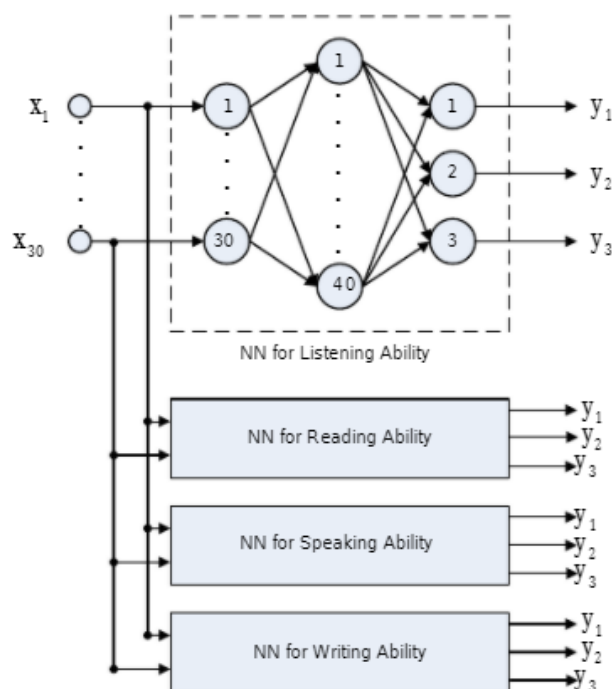 1
x1 1 1 y1
2 y2
x30 30 3 y3
40
NN for Listening Ability
y1
NN for Reading Ability y2
y3
y1
NN for Speaking Ability y2
y3
y1
NN for Writing Ability y2
y3